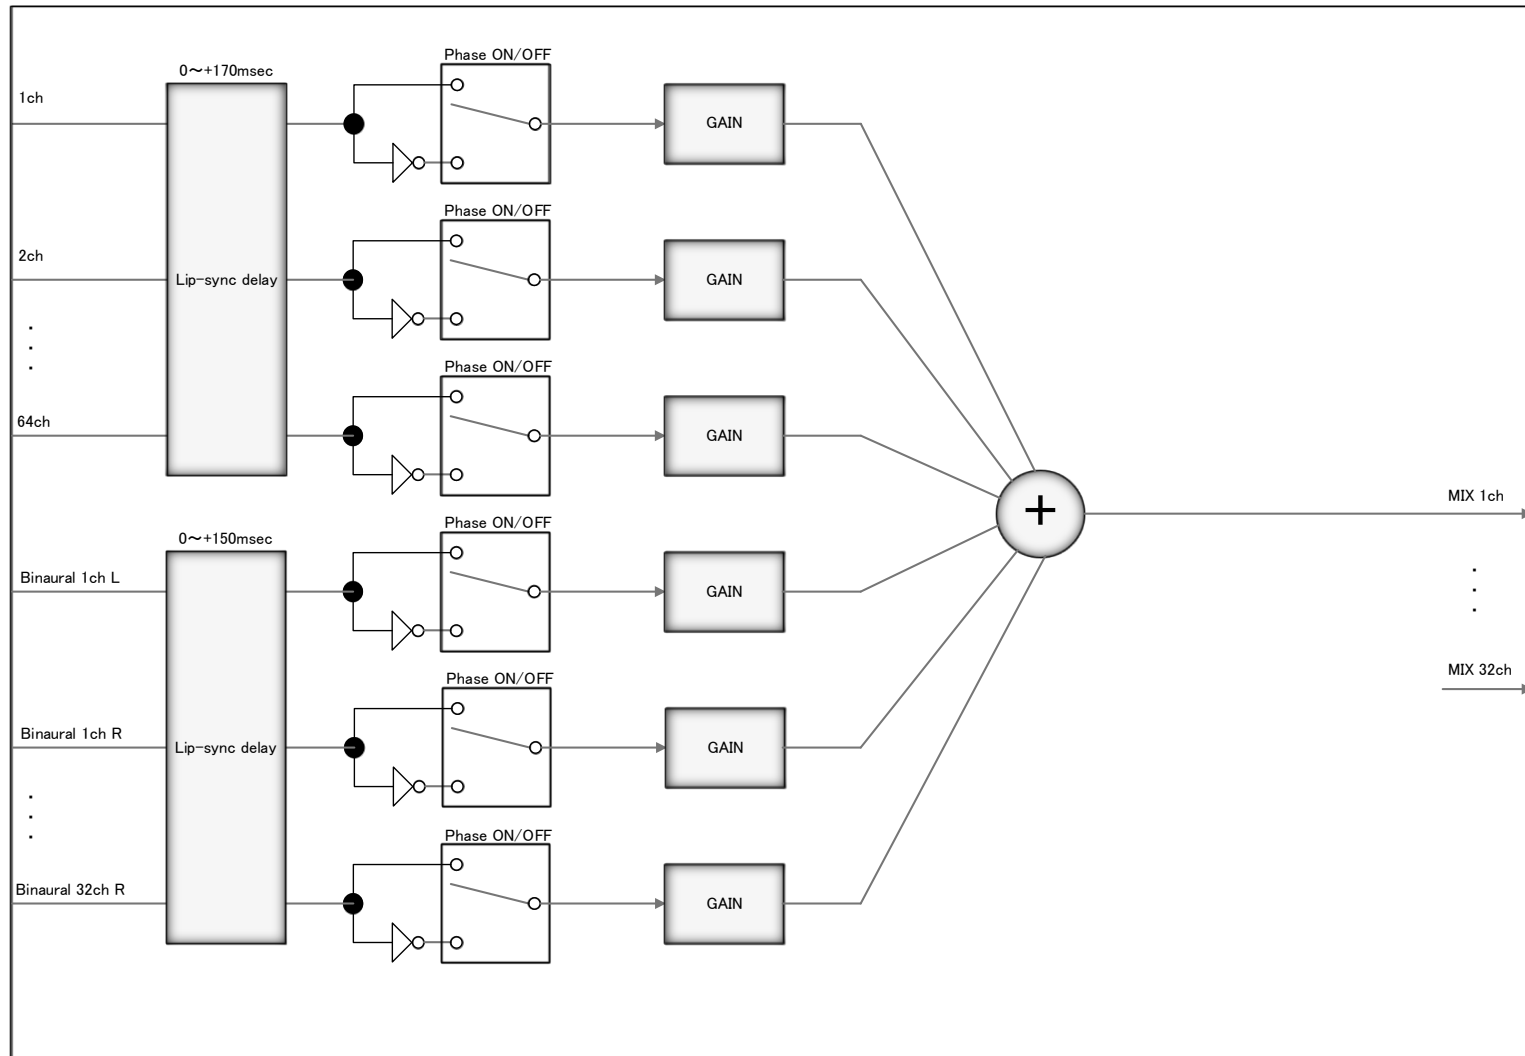 Phase ON/OFF
0～+170msec
1ch
GAIN
Phase ON/OFF
2ch
Lip-sync delay
GAIN
Phase ON/OFF
64ch
GAIN
+
MIX 1ch
Phase ON/OFF
0～+150msec
Binaural 1ch L
GAIN
MIX 32ch
Phase ON/OFF
Binaural 1ch R
Lip-sync delay
GAIN
Phase ON/OFF
Binaural 32ch R
GAIN